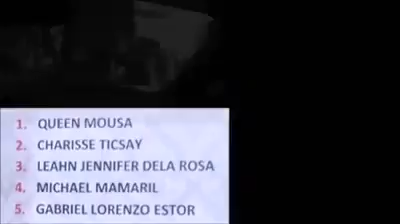 1. QUEEN MOUSA
2. CHARISSE TICSAY
3. LEAHN JENNIFER DELA ROSA
4. MICHAEL MAMARIL
5. GABRIEL LORENZO ESTOR